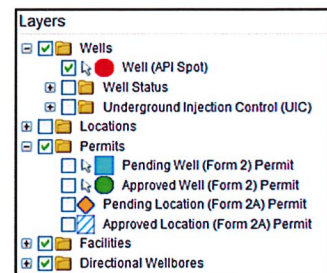 Layers
Wells
Well (API Spot)
Well Status
Underground Injection Control (UIC)
Locations
Permits
Pending Well (Form 2) Permit
Approved Well (Form 2) Permit
Pending Location (Form 2A) Permit
Approved Location (Form 2A) Permit
Facilities
Directional Wellbores